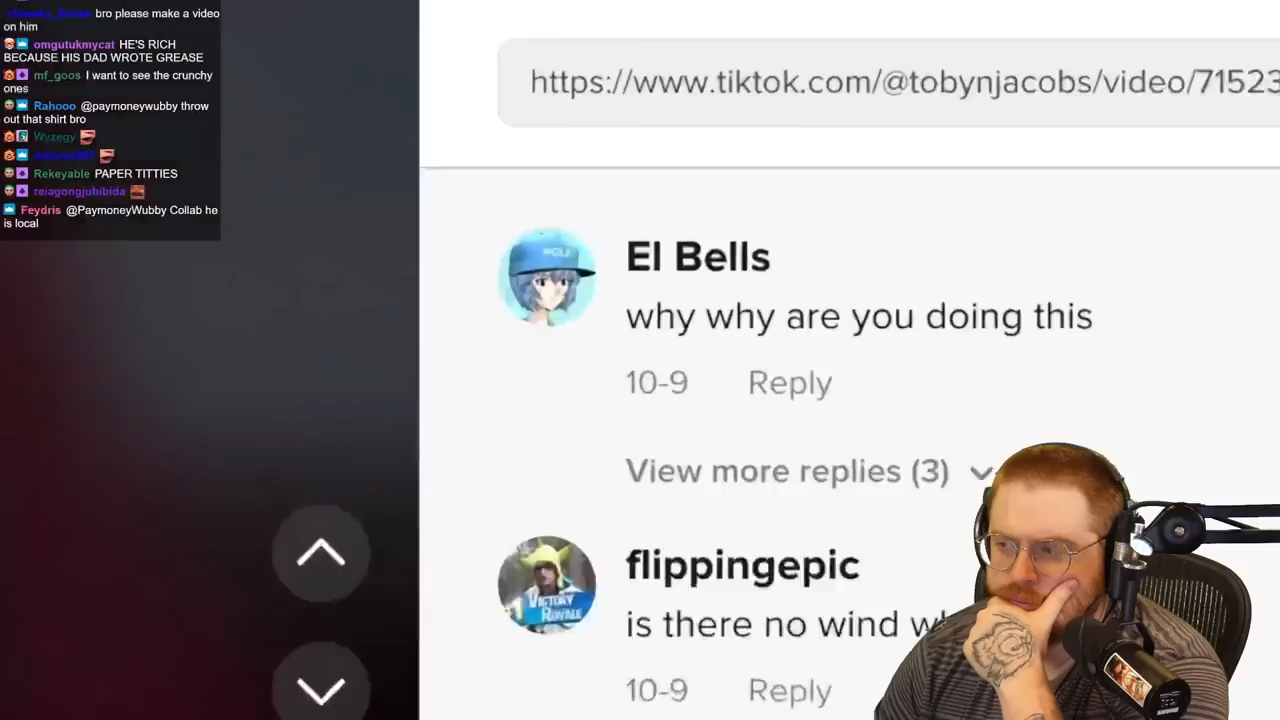 bro please make a video
on him
omgutukmycat HE'S RICH
BECAUSE HIS DAD WROTE GREASE
mf_goos I want to see the crunchy
ones
Rahooo @paymoneywubby throw
out that shirt bro
Wyzegy
Rekeyable PAPER TITTIES
reiagongjubibida
Feydris @PaymoneyWubby Collab he
is local
https://www.tiktok.com/@tobynjacobs/video/71523
El Bells
why why are you doing this
10-9 Reply
View more replies (3)
flippingepic
VICTORY
ROYALE
is there no wind
10-9 Reply